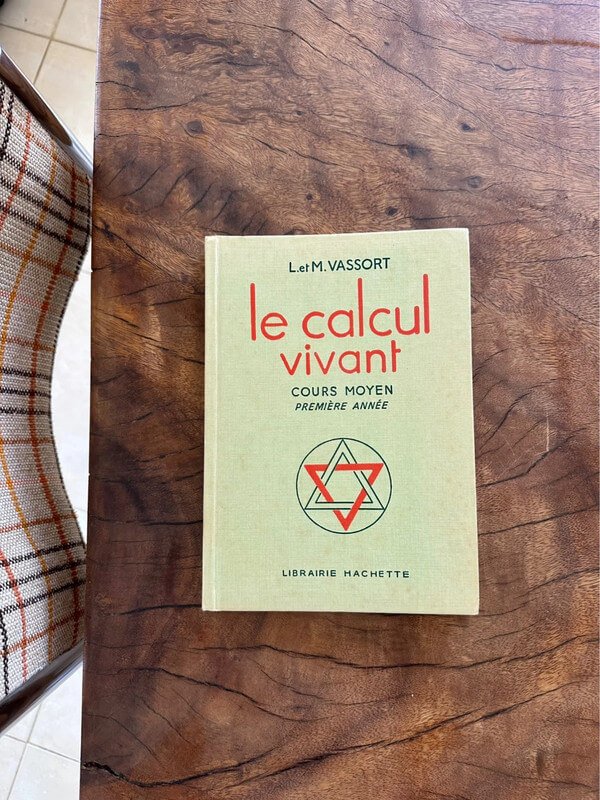 L. et M. VASSORT
le calcul
vivant
COURS MOYEN
PREMIÈRE ANNÉE
LIBRAIRIE HACHETTE